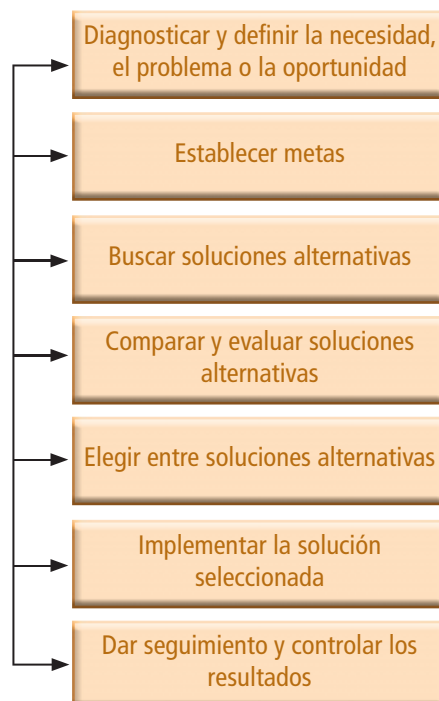 Diagnosticar y definir la necesidad,
el problema o la oportunidad
Establecer metas
Buscar soluciones alternativas
Comparar y evaluar soluciones
alternativas
Elegir entre soluciones alternativas
Implementar la solución
seleccionada
Dar seguimiento y controlar los
resultados